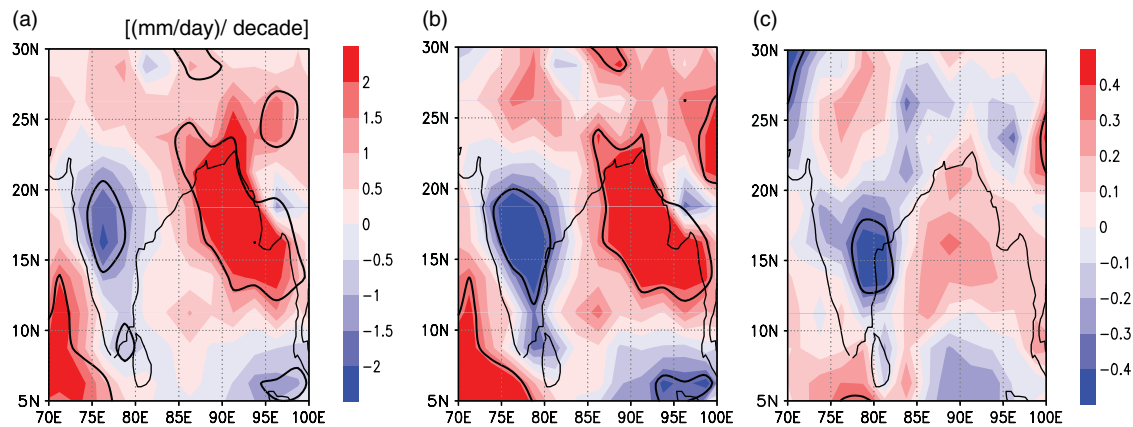 (a) [(mm/day)/ decade] (b) (c)
30N 30N 30N
25N 25N 25N
20N 20N 20N
15N 15N 15N
10N 10N 10N
5N 5N 5N
70E 75E 80E 85E 90E 95E 100E 70E 75E 80E 85E 90E 95E 100E 70E 75E 80E 85E 90E 95E 100E
2
1.5
1
0.5
0
−0.5
−1
−1.5
−2
0.4
0.3
0.2
0.1
0
−0.1
−0.2
−0.3
−0.4